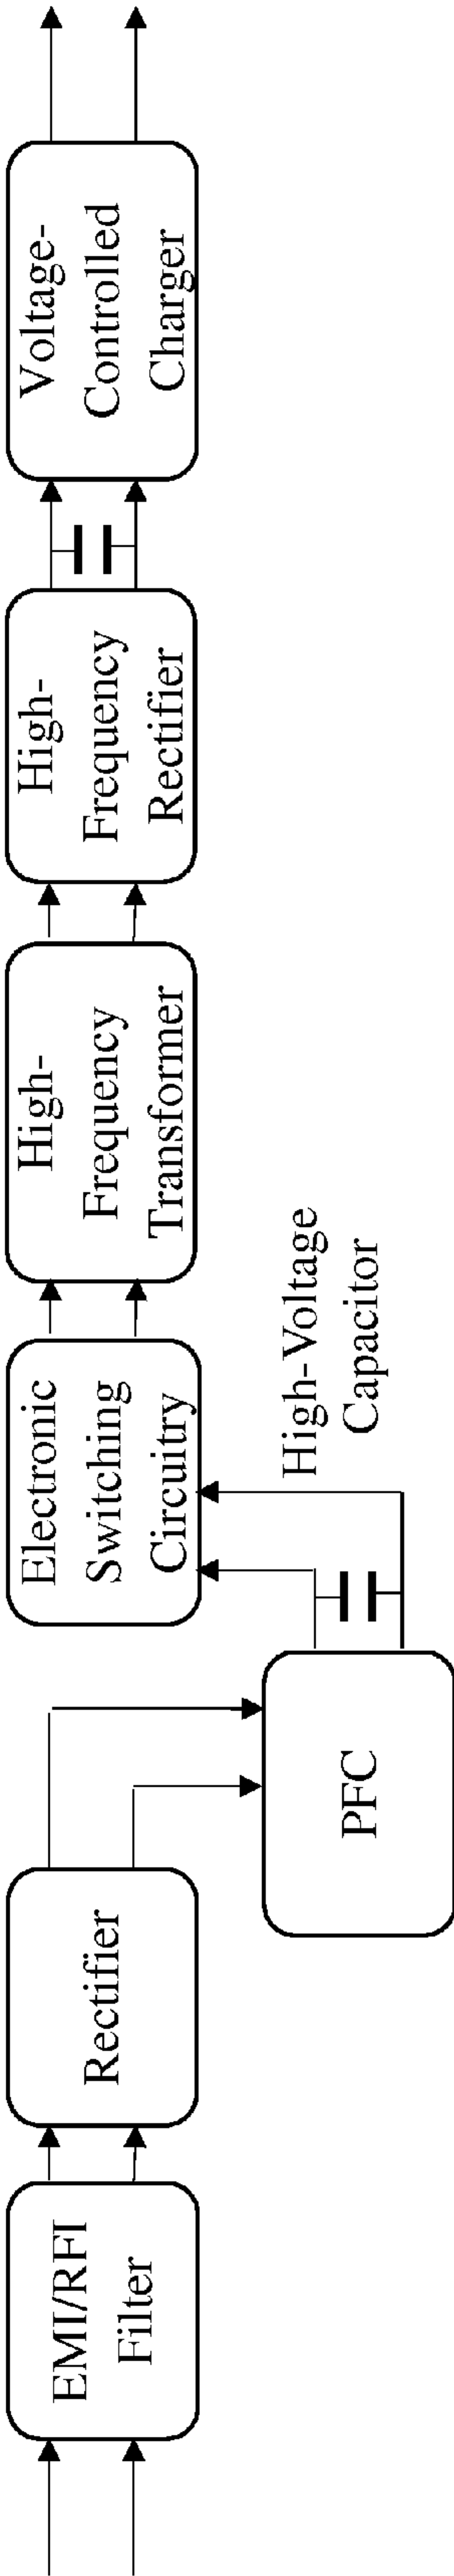 EMI/RFI
Filter
Rectifier
PFC
High-Voltage
Capacitor
Electronic
Switching
Circuitry
High-
Frequency
Transformer
High-
Frequency
Rectifier
Voltage-
Controlled
Charger